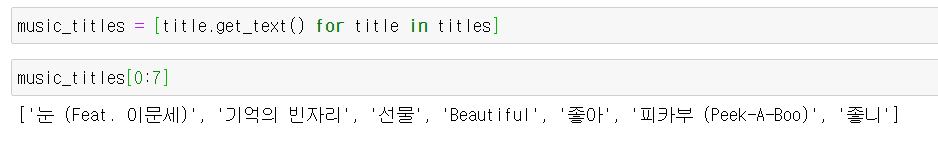 music_titles = [title.get_text() for title in titles]
music_titles[0:7]
['눈 (Feat. 이문세)', '기억의 빈자리', '선물', 'Beautiful', '좋아', '피카부 (Peek-A-Boo)', '좋니']